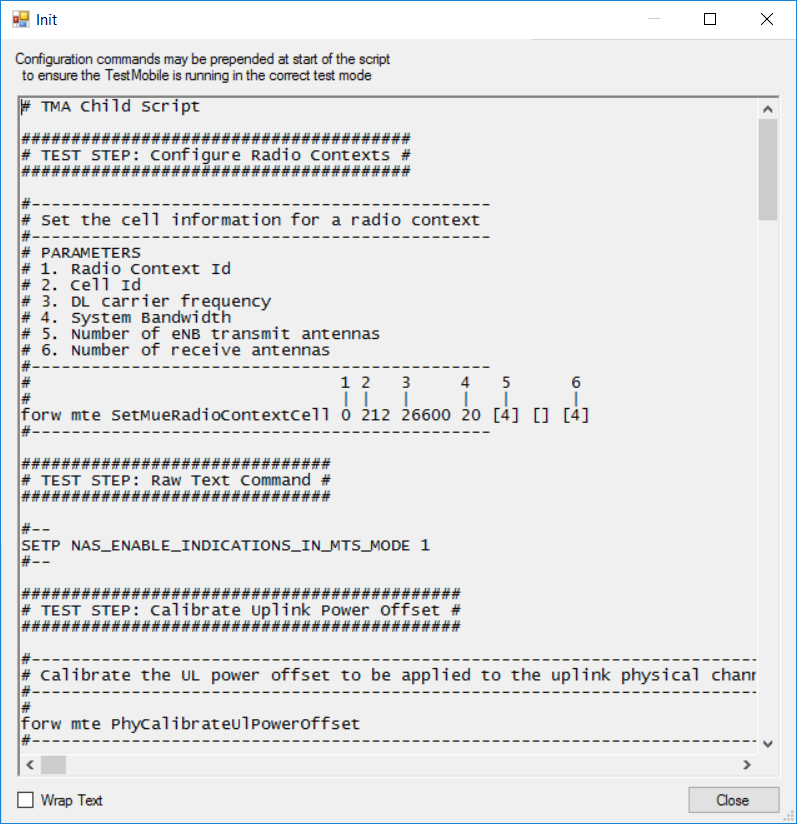 Init
Configuration commands may be prepended at start of the script
to ensure the TestMobile is running in the correct test mode
# TMA Child Script
#######################################
# TEST STEP: Configure Radio Contexts #
#######################################
#----------------------------------------------
# Set the cell information for a radio context
#----------------------------------------------
# PARAMETERS
# 1. Radio Context Id
# 2. Cell Id
# 3. DL carrier frequency
# 4. System Bandwidth
# 5. Number of eNB transmit antennas
# 6. Number of receive antennas
#----------------------------------------------
#                               1 2   3     4   5      6
#                               | |   |     |   |      |
forw mte SetMueRadioContextCell 0 212 26600 20 [4] [] [4]
#----------------------------------------------
###############################
# TEST STEP: Raw Text Command #
###############################
#--
SETP NAS_ENABLE_INDICATIONS_IN_MTS_MODE 1
#--
############################################
# TEST STEP: Calibrate Uplink Power Offset #
############################################
#-------------------------------------------------------------------------
# Calibrate the UL power offset to be applied to the uplink physical chann
#-------------------------------------------------------------------------
#
forw mte PhyCalibrateUlPowerOffset
#-------------------------------------------------------------------------
Wrap Text
Close